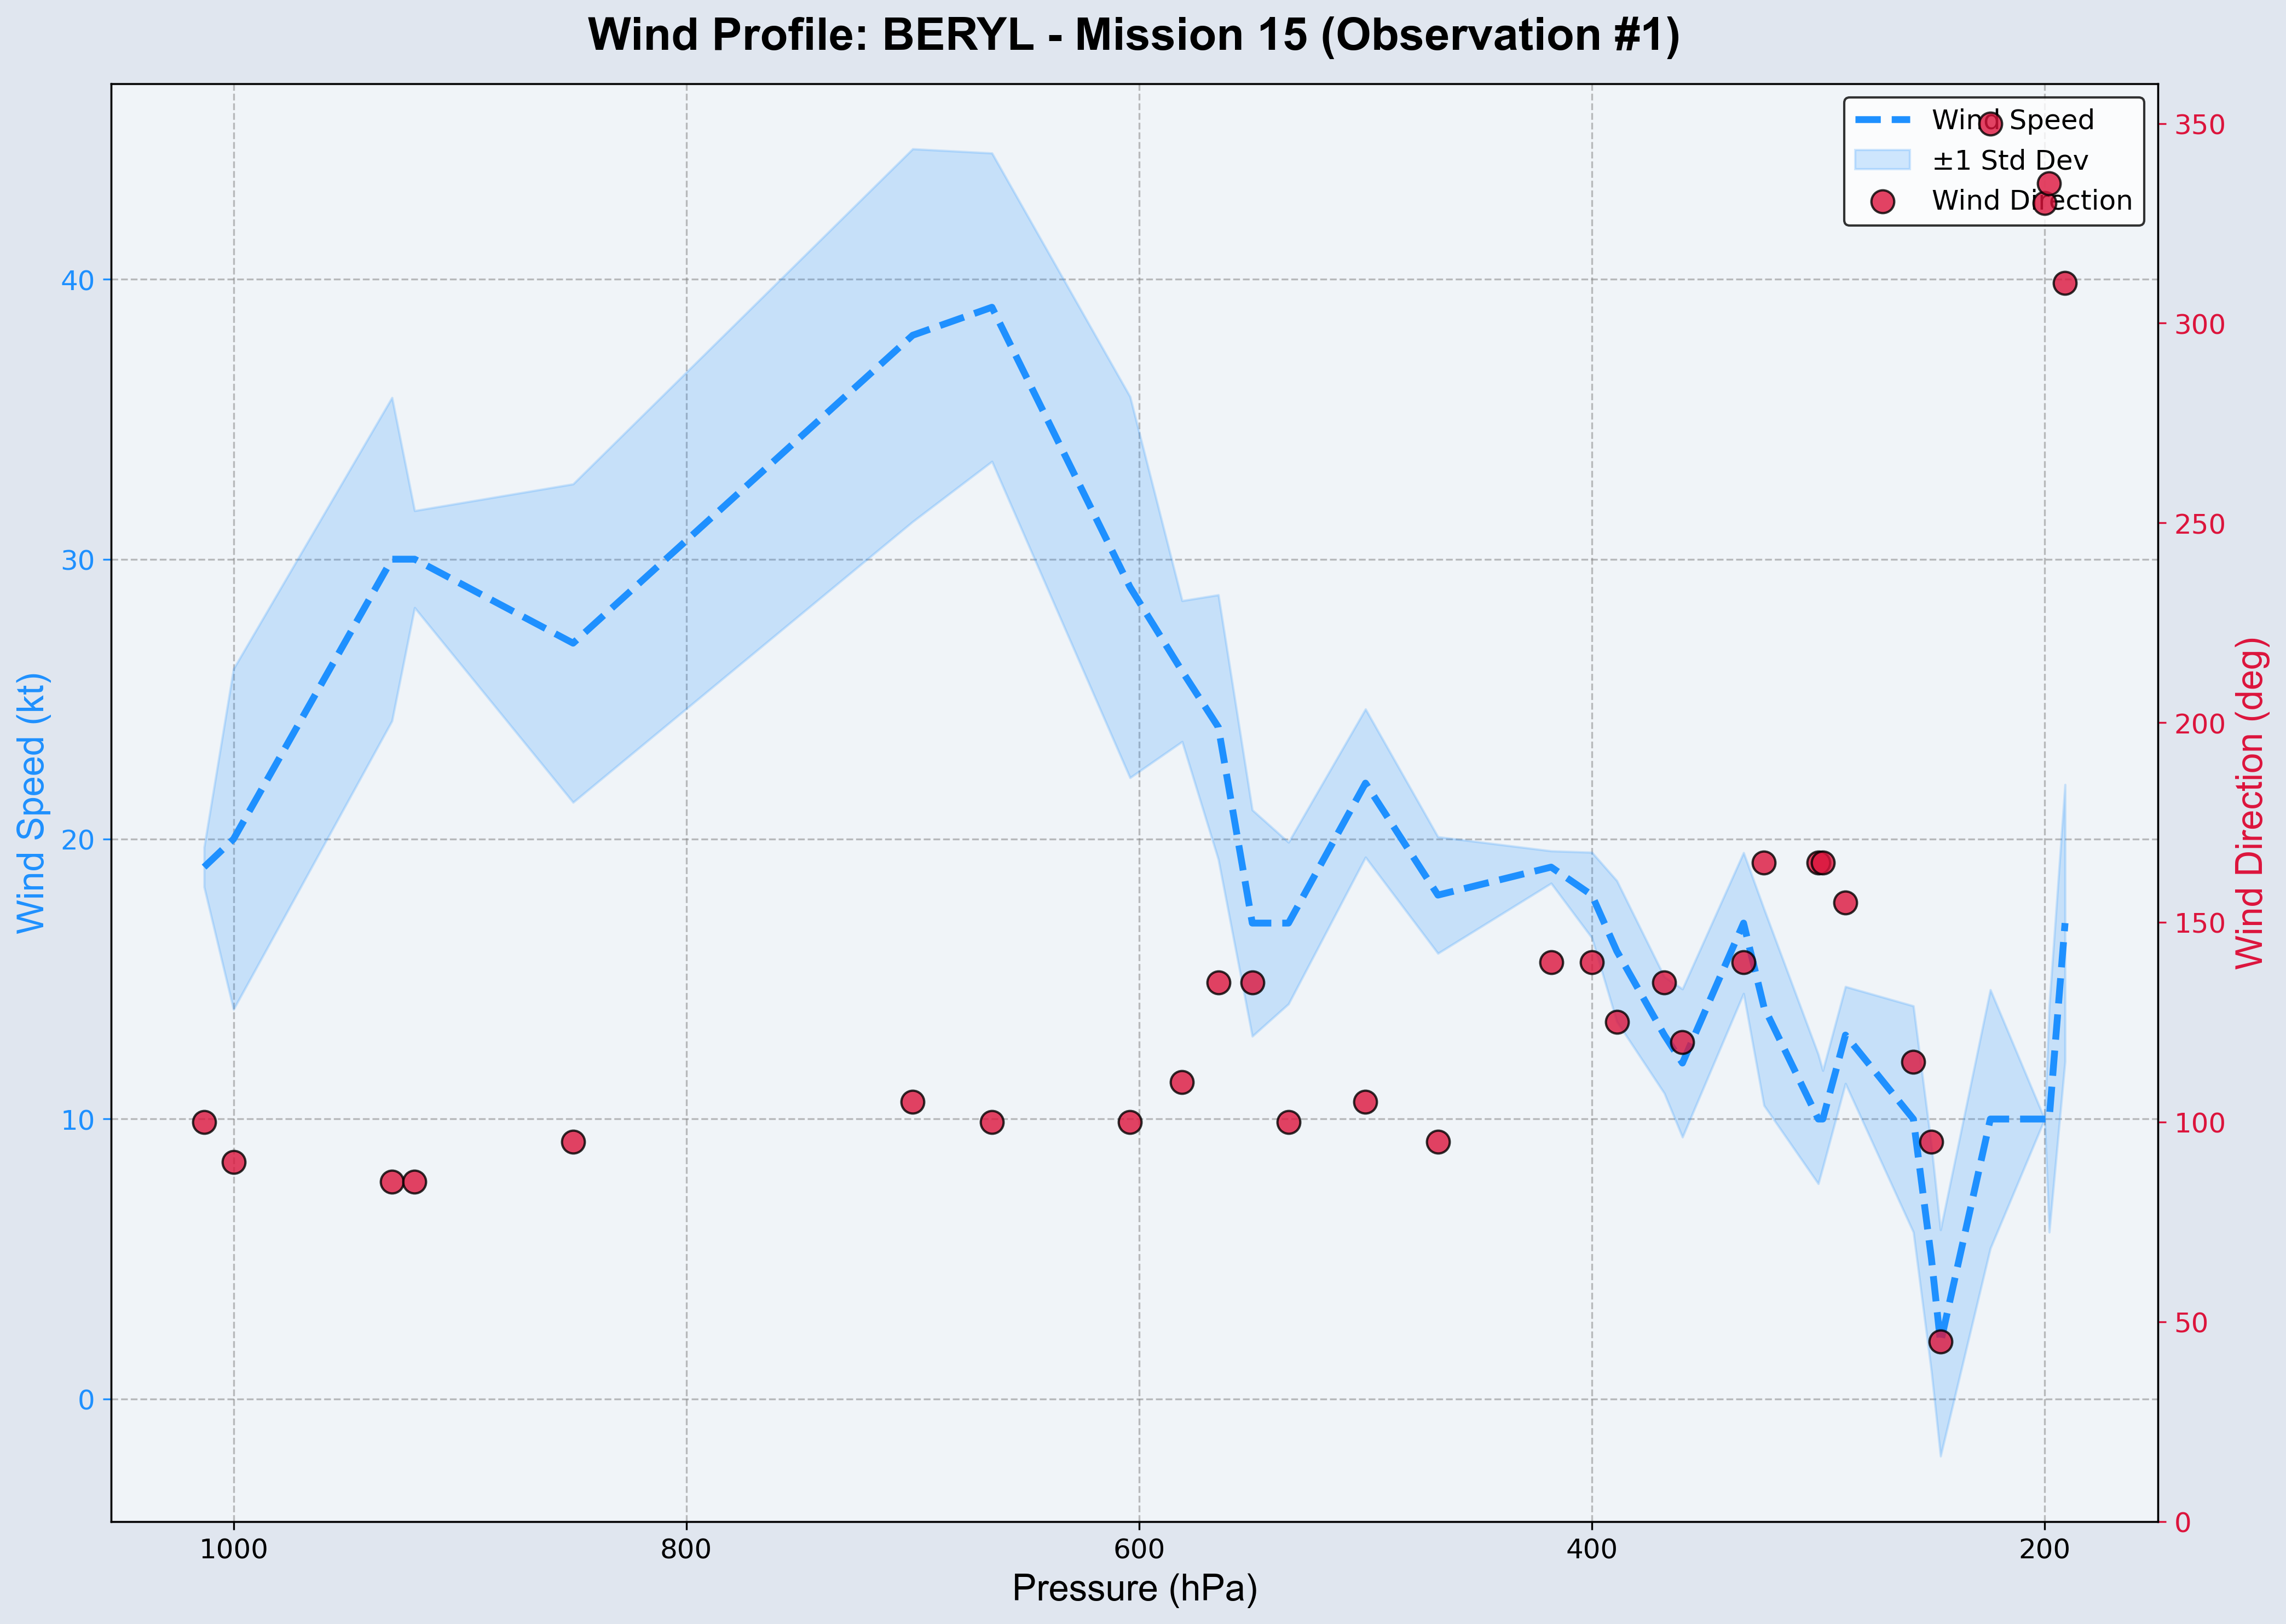 Wind Profile: BERYL - Mission 15 (Observation #1)
Wind Speed
±1 Std Dev
Wind Direction
Wind Speed (kt)
40
30
20
10
0
350
300
250
200
150
100
50
0
Wind Direction (deg)
1000 800 600 400 200
Pressure (hPa)